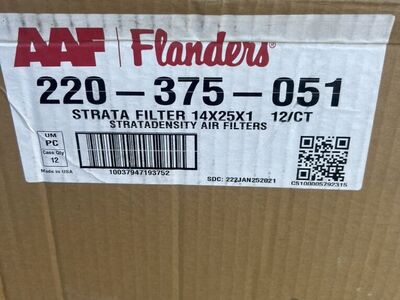 AAF | Flanders®
220-375-051
STRATA FILTER 14X25X1 12/CT
STRATADENSITY AIR FILTERS
UM
PC
Case Qty
12
Made in USA
10037947193752
SDC: 222JAN252021
CS100005792315